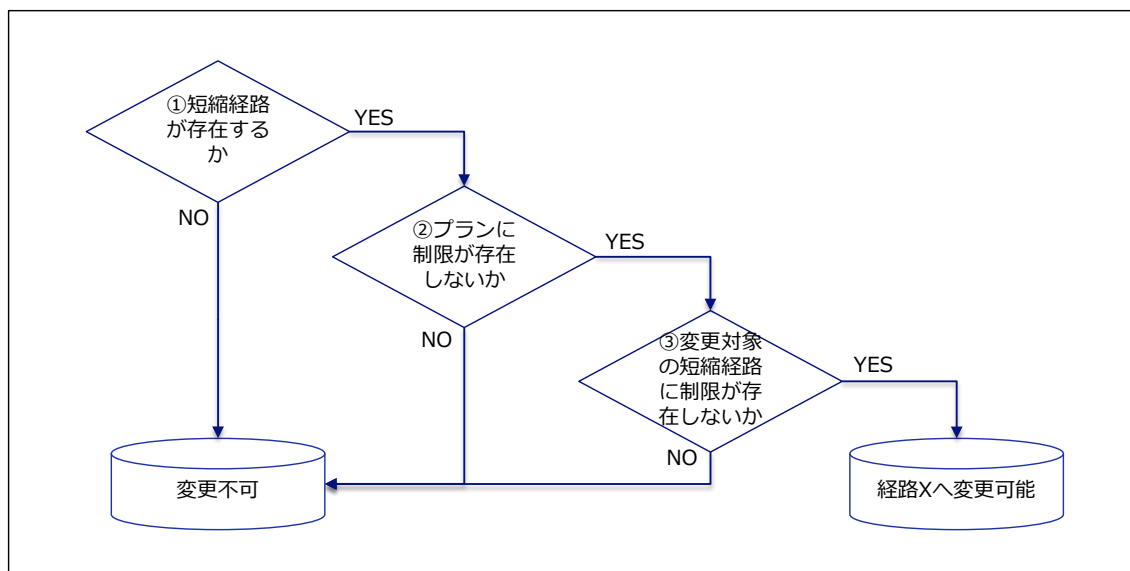 ①短縮経路
が存在する
か
YES
NO
②プランに
制限が存在
しないか
YES
NO
③変更対象
の短縮経路
に制限が存
在しないか
YES
NO
変更不可
経路Xへ変更可能